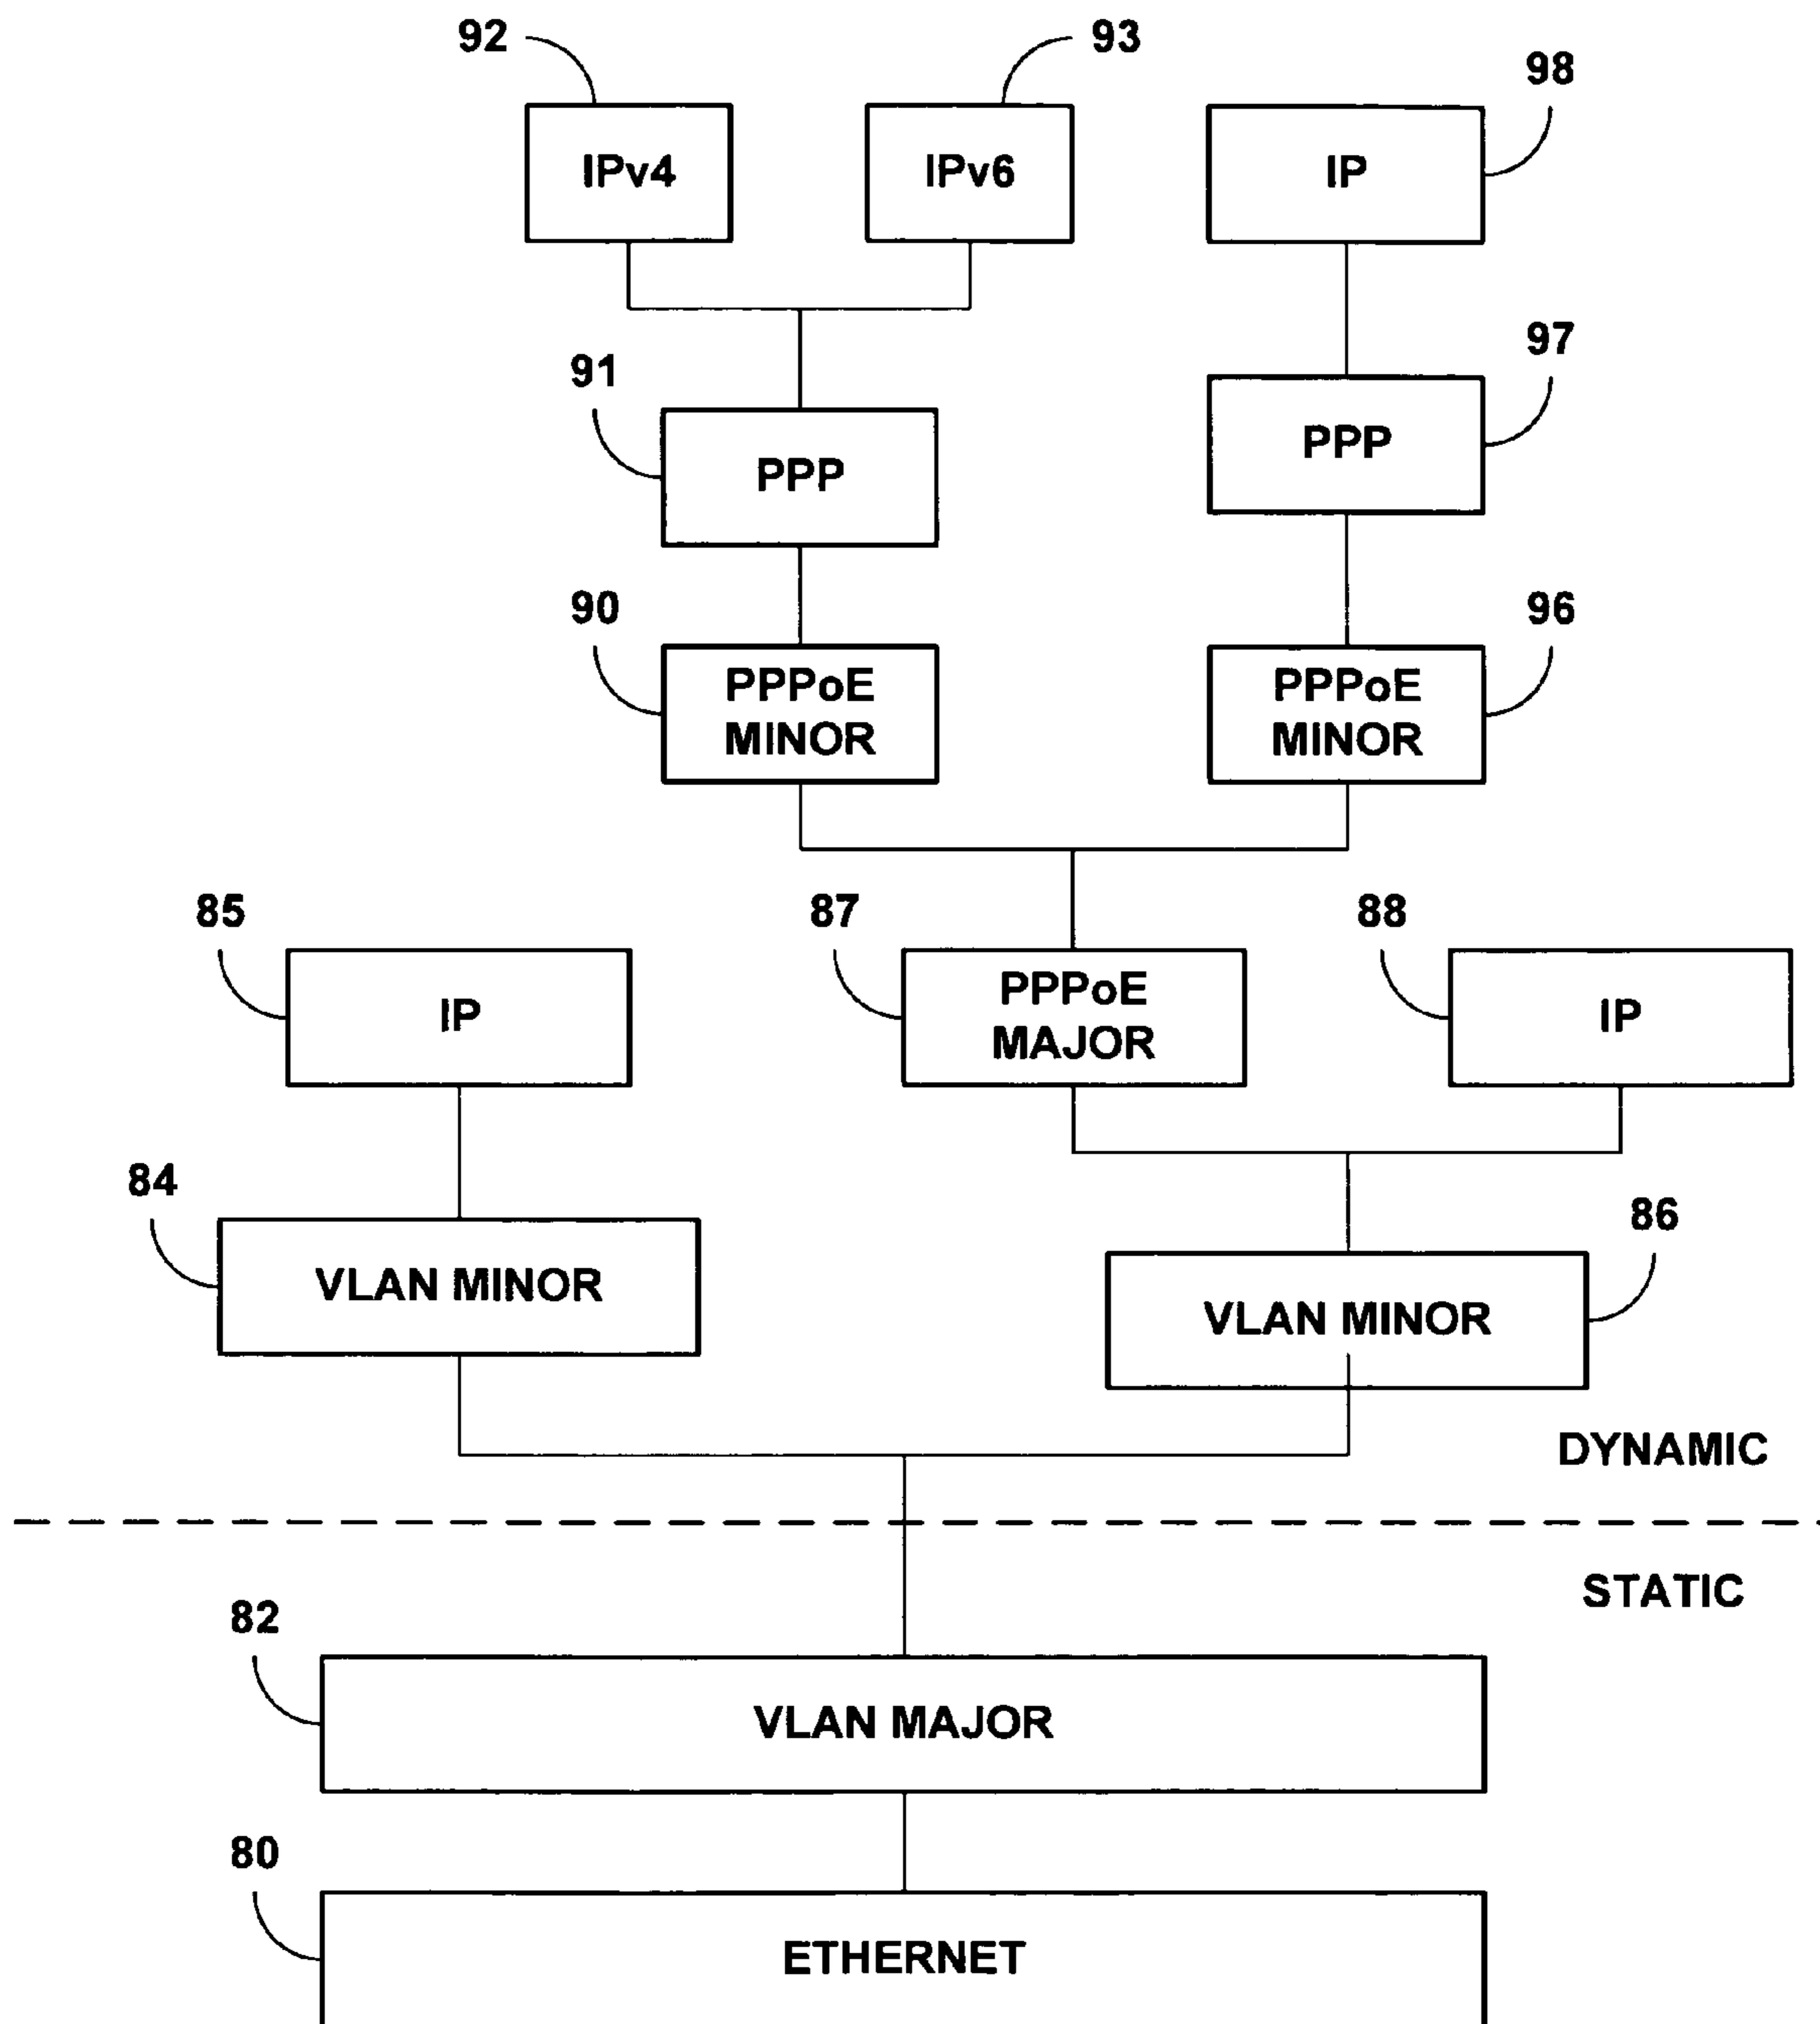 92
93
98
IPv4
IPv6
IP
91
97
PPP
PPP
90
96
PPPoE
MINOR
PPPoE
MINOR
85
87
88
IP
PPPoE
MAJOR
IP
84
86
VLAN MINOR
VLAN MINOR
DYNAMIC
STATIC
82
VLAN MAJOR
80
ETHERNET